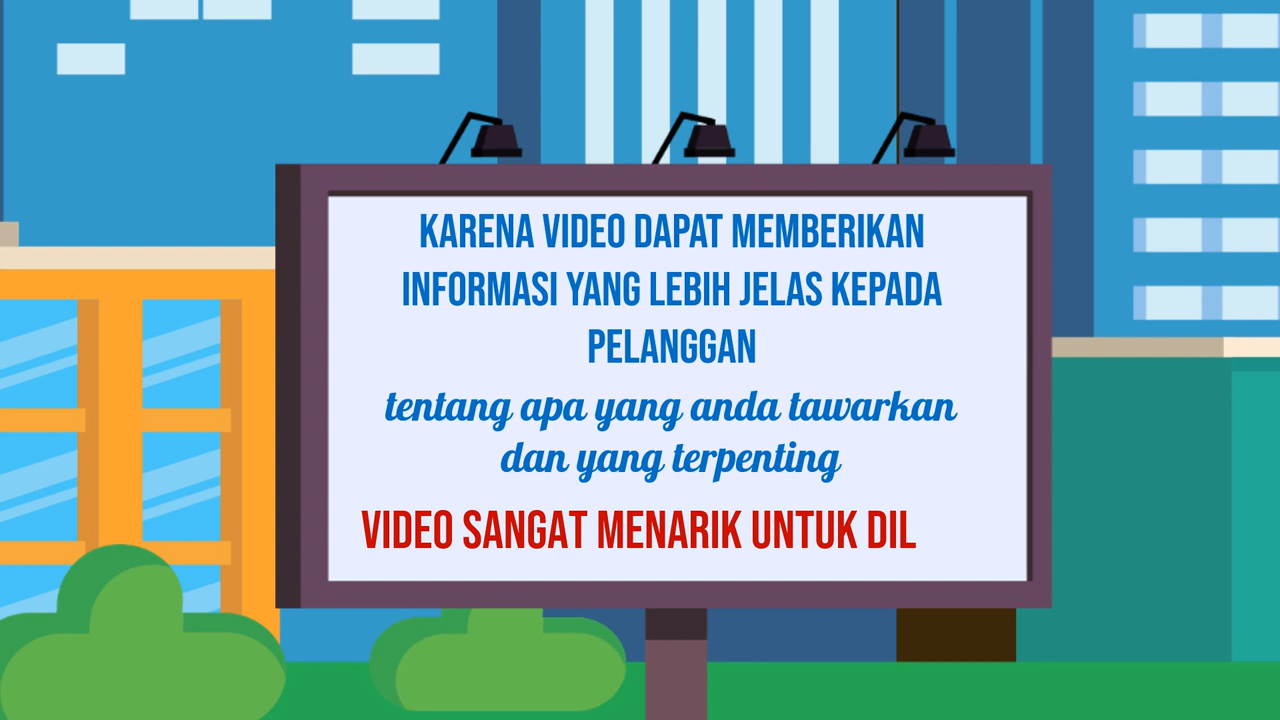 KARENA VIDEO DAPAT MEMBERIKAN
INFORMASI YANG LEBIH JELAS KEPADA
PELANGGAN
tentang apa yang anda tawarkan
dan yang terpenting
VIDEO SANGAT MENARIK UNTUK DIL